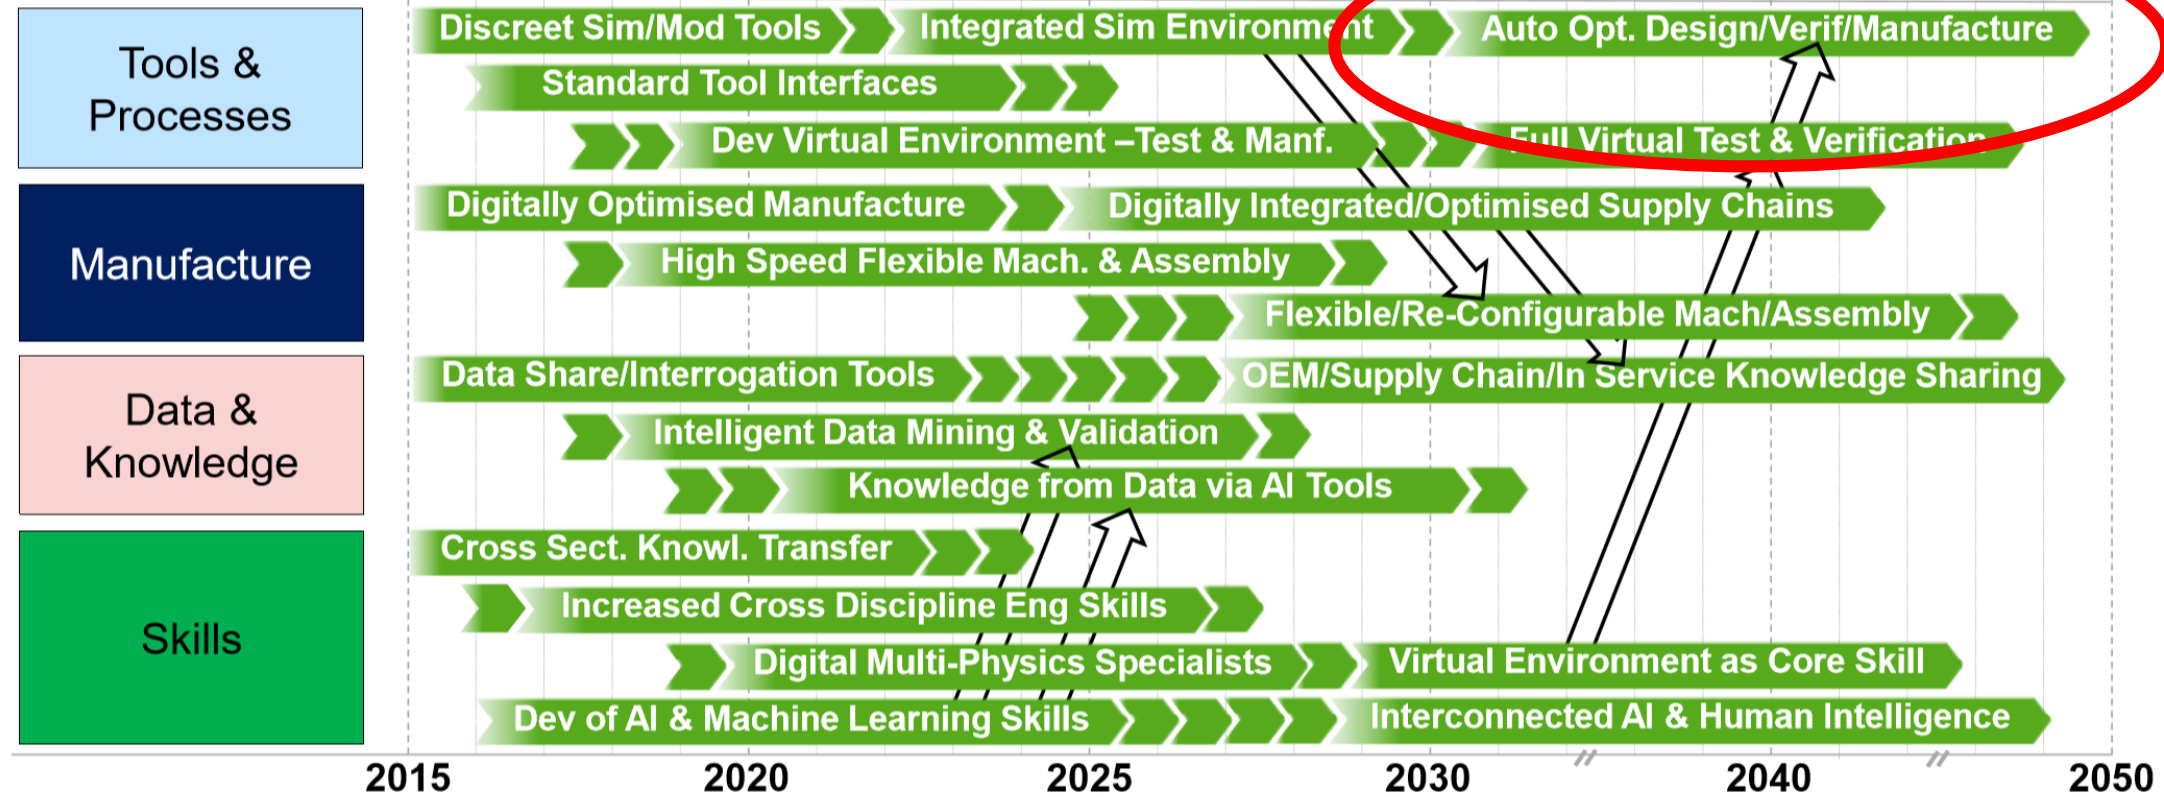 Tools &
Processes
Discreet Sim/Mod Tools
Integrated Sim Environment
Auto Opt. Design/Verif/Manufacture
Standard Tool Interfaces
Dev Virtual Environment –Test & Manf.
Full Virtual Test & Verification
Manufacture
Digitally Optimised Manufacture
Digitally Integrated/Optimised Supply Chains
High Speed Flexible Mach. & Assembly
Flexible/Re-Configurable Mach/Assembly
Data &
Knowledge
Data Share/Interrogation Tools
OEM/Supply Chain/In Service Knowledge Sharing
Intelligent Data Mining & Validation
Knowledge from Data via AI Tools
Skills
Cross Sect. Knowl. Transfer
Increased Cross Discipline Eng Skills
Digital Multi-Physics Specialists
Virtual Environment as Core Skill
Dev of AI & Machine Learning Skills
Interconnected AI & Human Intelligence
2015 2020 2025 2030 2040 2050